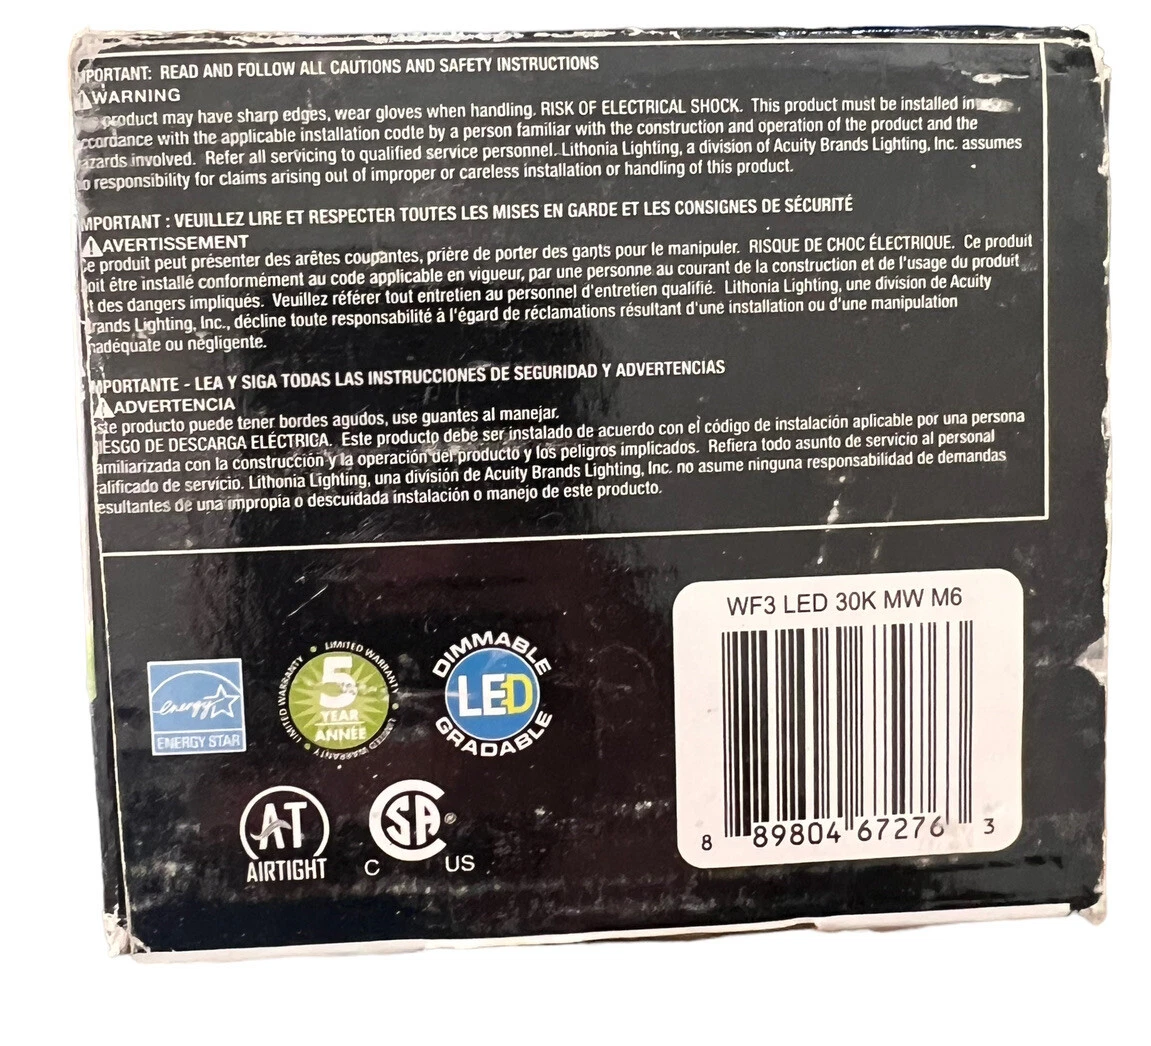 MPORTANT: READ AND FOLLOW ALL CAUTIONS AND SAFETY INSTRUCTIONS
WARNING
product may have sharp edges, wear gloves when handling. RISK OF ELECTRICAL SHOCK. This product must be installed in
ccordance with the applicable installation codte by a person familiar with the construction and operation of the product and the
azards involved. Refer all servicing to qualified service personnel. Lithonia Lighting, a division of Acuity Brands Lighting, Inc. assumes
o responsibility for claims arising out of improper or careless installation or handling of this product.
MPORTANT : VEUILLEZ LIRE ET RESPECTER TOUTES LES MISES EN GARDE ET LES CONSIGNES DE SÉCURITÉ
AVERTISSEMENT
e produit peut présenter des arêtes coupantes, prière de porter des gants pour le manipuler. RISQUE DE CHOC ÉLECTRIQUE. Ce produit
oit être installé conformément au code applicable en vigueur, par une personne au courant de la construction et de l'usage du produit
t des dangers impliqués. Veuillez référer tout entretien au personnel d'entretien qualifié. Lithonia Lighting, une division de Acuity
rands Lighting, Inc., décline toute responsabilité à l'égard de réclamations résultant d'une installation ou d'une manipulation
nadéquate ou négligente.
MPORTANTE - LEA Y SIGA TODAS LAS INSTRUCCIONES DE SEGURIDAD Y ADVERTENCIAS
ADVERTENCIA
ste producto puede tener bordes agudos, use guantes al manejar.
IESGO DE DESCARGA ELÉCTRICA. Este producto debe ser instalado de acuerdo con el código de instalación aplicable por una persona
amiliarizada con la construcción y la operación del producto y los peligros implicados. Refiera todo asunto de servicio al personal
alificado de servicio. Lithonia Lighting, una división de Acuity Brands Lighting, Inc. no asume ninguna responsabilidad de demandas
esultantes de una impropia o descuidada instalación o manejo de este producto.
WF3 LED 30K MW M6
8 89804 67276 3
energy
ENERGY STAR
LIMITED WARRANTY • LIMITED WARRANTY • LIMITED WARRANTY •
5
YEAR
ANNÉE
DIMMABLE
LED
GRADABLE
AT
AIRTIGHT
C SA ® US